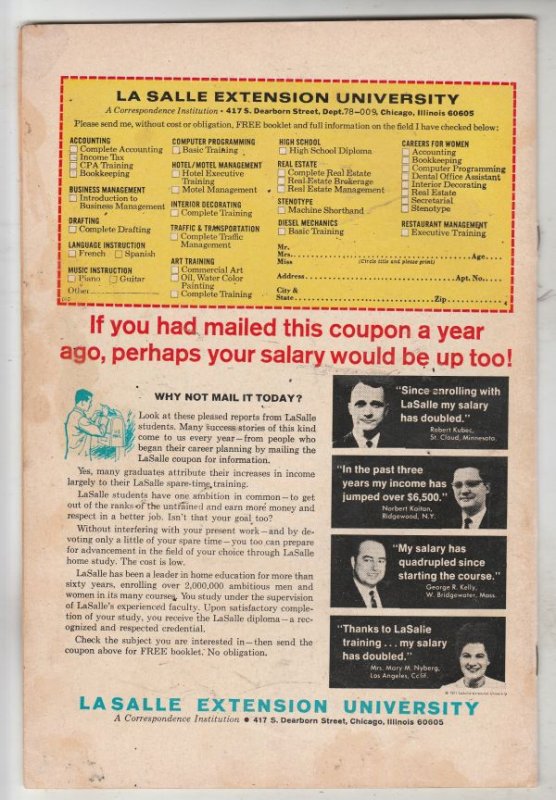 LA SALLE EXTENSION UNIVERSITY
A Correspondence Institution • 417 S. Dearborn Street, Dept. 78-009, Chicago, Illinois 60605
Please send me, without cost or obligation, FREE booklet and full information on the field I have checked below:
ACCOUNTING
Complete Accounting
Income Tax
CPA Training
Bookkeeping
BUSINESS MANAGEMENT
Introduction to
Business Management
DRAFTING
Complete Drafting
LANGUAGE INSTRUCTION
French Spanish
MUSIC INSTRUCTION
Piano Guitar
Other
COMPUTER PROGRAMMING
Basic Training
HOTEL/MOTEL MANAGEMENT
Hotel Executive
Training
Motel Management
INTERIOR DECORATING
Complete Training
TRAFFIC & TRANSPORTATION
Complete Traffic
Management
ART TRAINING
Commercial Art
Oil, Water Color
Painting
Complete Training
HIGH SCHOOL
High School Diploma
REAL ESTATE
Complete Real Estate
Real Estate Brokerage
Real Estate Management
STENOTYPE
Machine Shorthand
DIESEL MECHANICS
Basic Training
CAREERS FOR WOMEN
Accounting
Bookkeeping
Computer Programming
Dental Office Assistant
Interior Decorating
Real Estate
Secretarial
Stenotype
RESTAURANT MANAGEMENT
Executive Training
Mr.
Mrs. Age
Miss (Circle title and please print)
Address Apt. No.
City &
State Zip
If you had mailed this coupon a year
ago, perhaps your salary would be up too!
WHY NOT MAIL IT TODAY?
Look at these pleased reports from LaSalle
students. Many success stories of this kind
come to us every year—from people who
began their career planning by mailing the
LaSalle coupon for information.
Yes, many graduates attribute their increases in income
largely to their LaSalle spare-time training.
LaSalle students have one ambition in common—to get
out of the ranks of the untrained and earn more money and
respect in a better job. Isn't that your goal too?
Without interfering with your present work—and by de-
voting only a little of your spare time—you too can prepare
for advancement in the field of your choice through LaSalle
home study. The cost is low.
LaSalle has been a leader in home education for more than
sixty years, enrolling over 2,000,000 ambitious men and
women in its many courses. You study under the supervision
of LaSalle's experienced faculty. Upon satisfactory comple-
tion of your study, you receive the LaSalle diploma—a rec-
ognized and respected credential.
Check the subject you are interested in—then send the
coupon above for FREE booklet. No obligation.
"Since enrolling with
LaSalle my salary
has doubled."
Robert Kubec,
St. Cloud, Minnesota.
"In the past three
years my income has
jumped over $6,500."
Norbert Kaiton,
Ridgewood, N.Y.
"My salary has
quadrupled since
starting the course."
George R. Kelly,
W. Bridgewater, Mass.
"Thanks to LaSalle
training . . . my salary
has doubled."
Mrs. Mary M. Nyberg,
Los Angeles, Calif.
© 1971 LaSalle Extension University
LASALLE EXTENSION UNIVERSITY
A Correspondence Institution • 417 S. Dearborn Street, Chicago, Illinois 60605